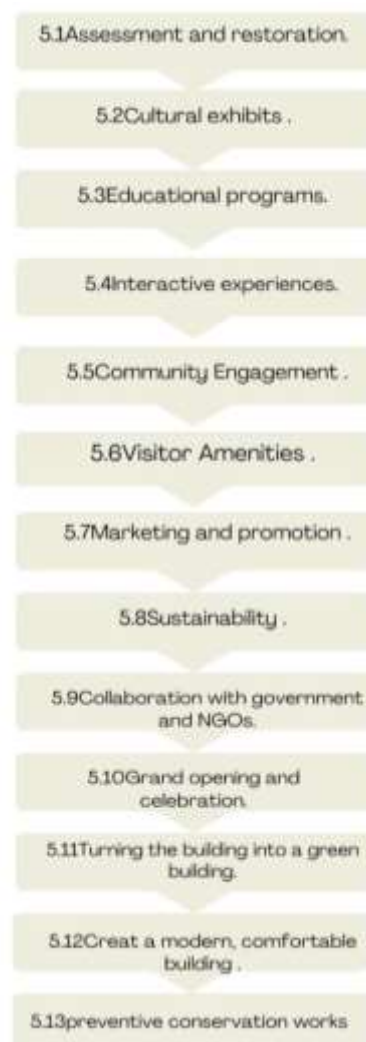 5.1Assessment and restoration.
5.2Cultural exhibits .
5.3Educational programs.
5.4Interactive experiences.
5.5Community Engagement .
5.6Visitor Amenities .
5.7Marketing and promotion .
5.8Sustainability .
5.9Collaboration with government
and NGOs.
5.10Grand opening and
celebration.
5.11Turning the building into a green
building.
5.12Creat a modern, comfortable
building .
5.13preventive conservation works